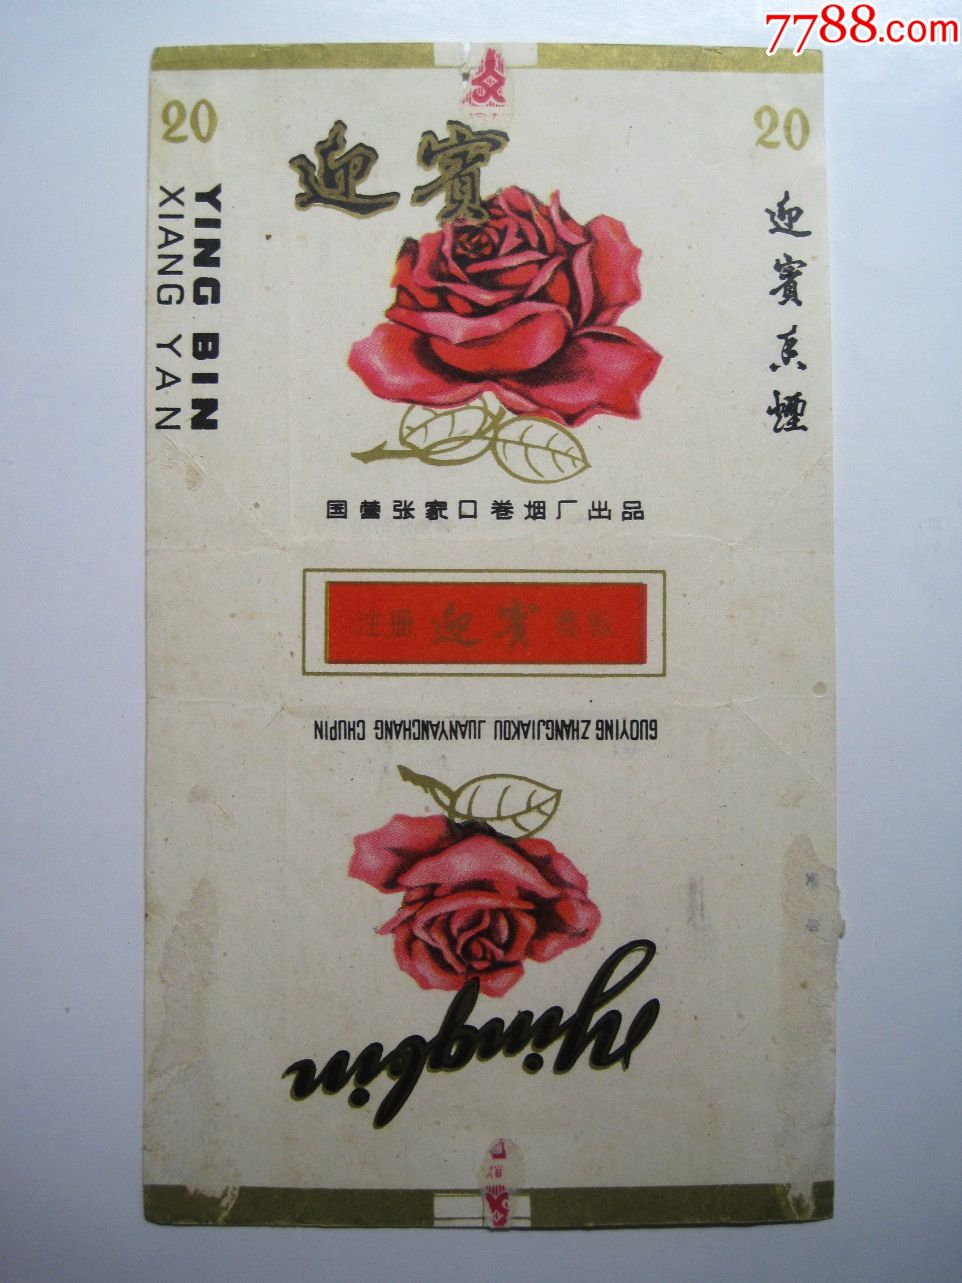 7788.com
20
20
迎賓
YING BIN
XIANG YAN
迎賓香煙
国营张家口卷烟厂出品
注册 迎賓 商标
GUOYING ZHANGJIAKOU JUANYANCHANG CHUPIN
Yingbin